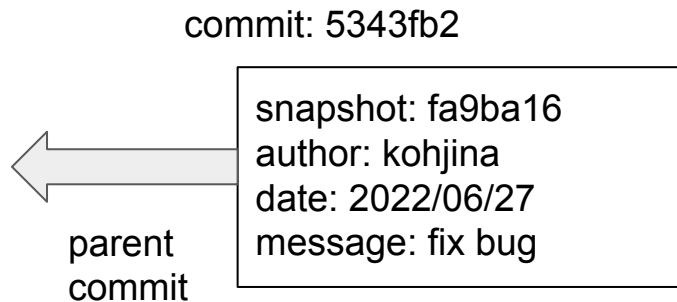 commit: 5343fb2
snapshot: fa9ba16
author: kohjina
date: 2022/06/27
message: fix bug
parent
commit